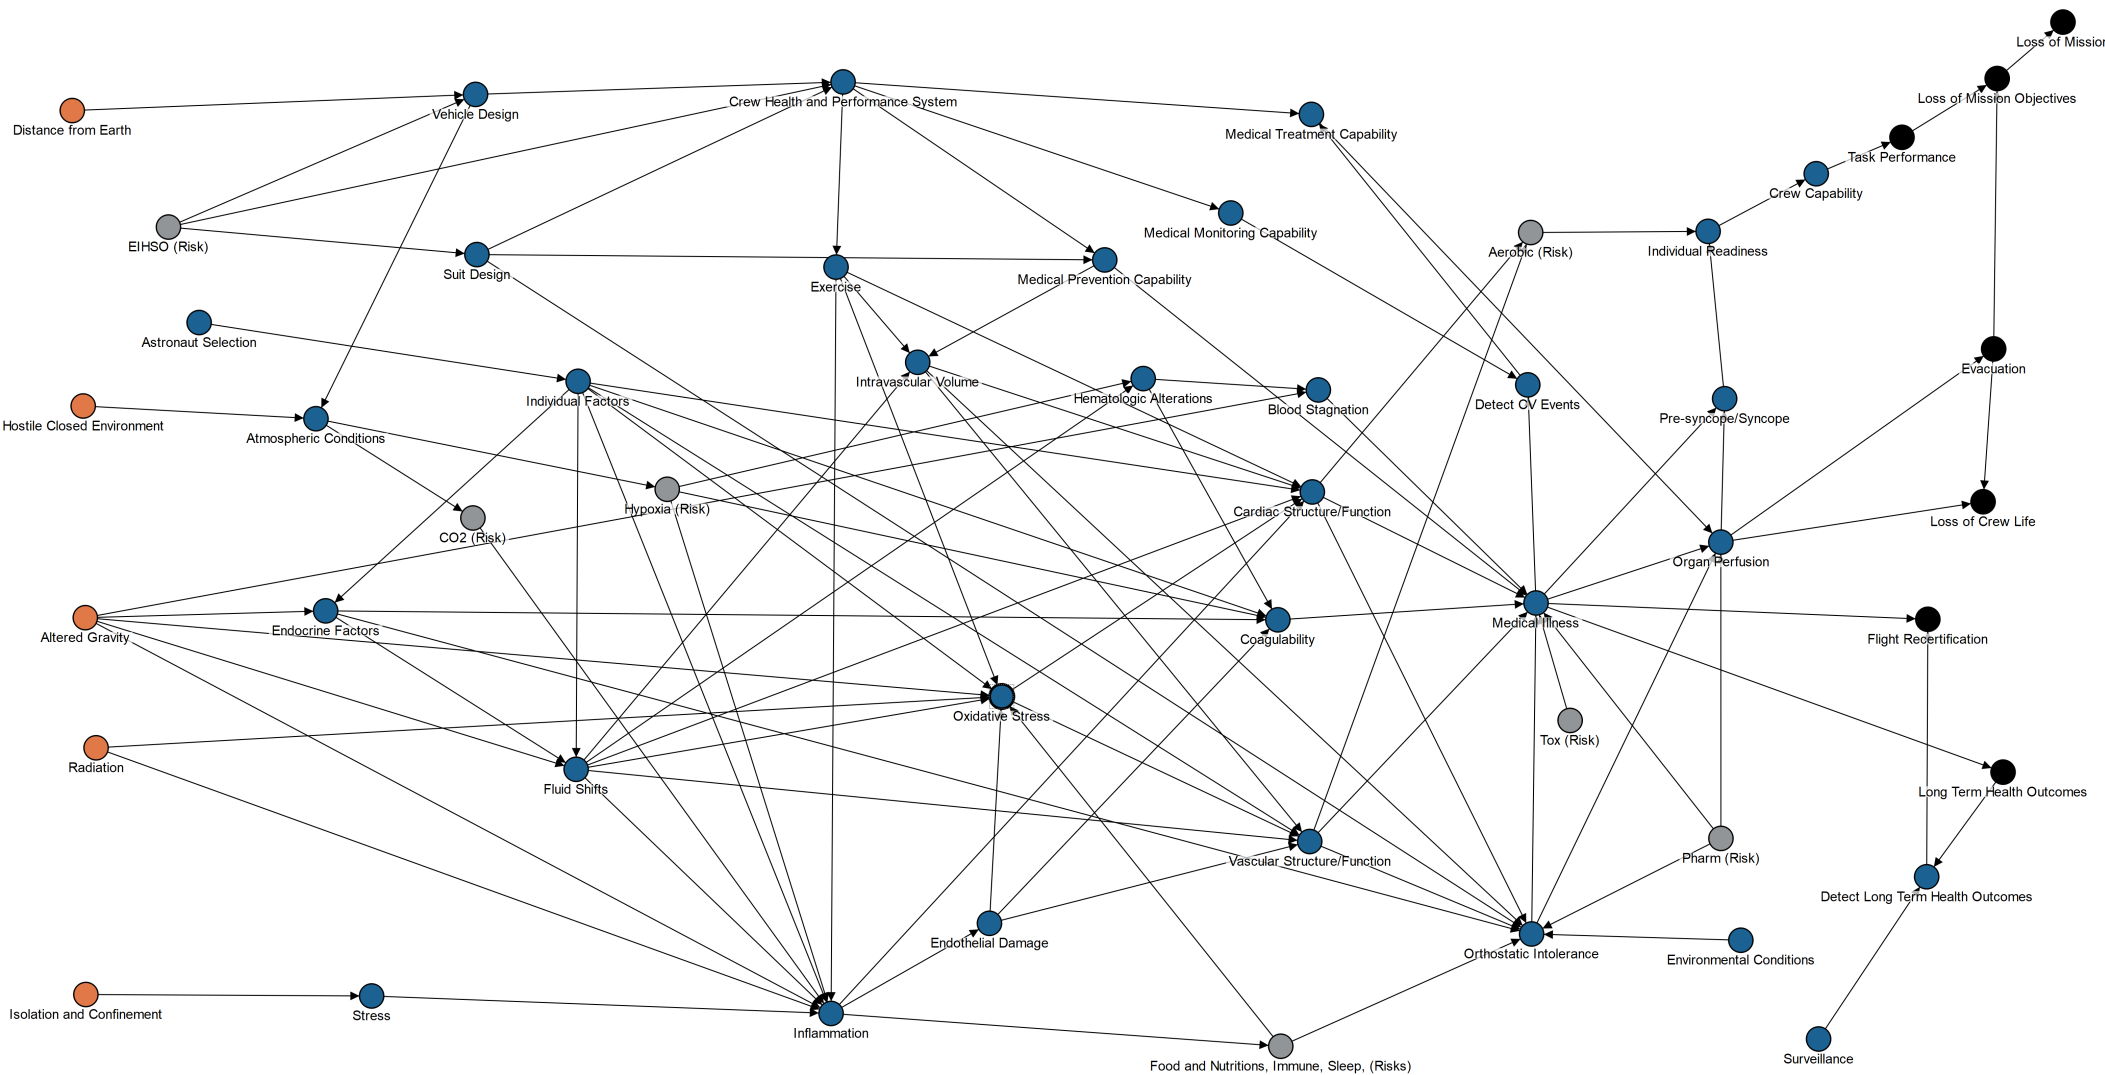 Loss of Mission
Loss of Mission Objectives
Crew Health and Performance System
Vehicle Design
Distance from Earth
Medical Treatment Capability
Task Performance
Crew Capability
Medical Monitoring Capability
EIHSO (Risk)
Aerobic (Risk)
Individual Readiness
Suit Design
Exercise
Medical Prevention Capability
Astronaut Selection
Evacuation
Intravascular Volume
Individual Factors
Hematologic Alterations
Blood Stagnation
Detect CV Events
Pre-syncope/Syncope
Hostile Closed Environment
Atmospheric Conditions
Hypoxia (Risk)
Cardiac Structure/Function
Loss of Crew Life
CO2 (Risk)
Organ Perfusion
Medical Illness
Altered Gravity
Endocrine Factors
Coagulability
Flight Recertification
Oxidative Stress
Tox (Risk)
Radiation
Fluid Shifts
Long Term Health Outcomes
Vascular Structure/Function
Pharm (Risk)
Detect Long Term Health Outcomes
Endothelial Damage
Orthostatic Intolerance
Environmental Conditions
Isolation and Confinement
Stress
Inflammation
Food and Nutritions, Immune, Sleep, (Risks)
Surveillance